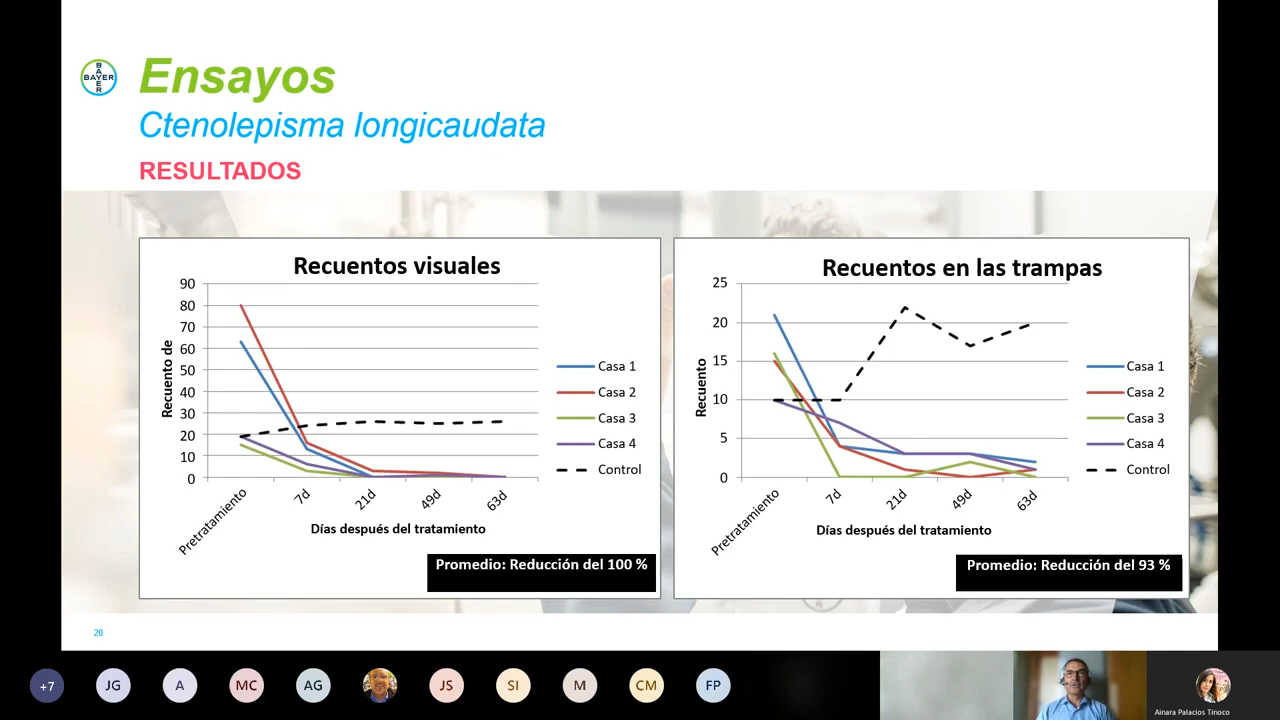 BAYER
BAYER
Ensayos
Ctenolepisma longicaudata
RESULTADOS
Recuentos visuales
90
80
70
60
50
40
30
20
10
0
Recuento de
Pretratamiento
7d
21d
49d
63d
Días después del tratamiento
Casa 1
Casa 2
Casa 3
Casa 4
Control
Promedio: Reducción del 100 %
Recuentos en las trampas
25
20
15
10
5
0
Recuento
Pretratamiento
7d
21d
49d
63d
Días después del tratamiento
Casa 1
Casa 2
Casa 3
Casa 4
Control
Promedio: Reducción del 93 %
20
+7
JG
A
MC
AG
JS
SI
M
CM
FP
Ainara Palacios Tinoco